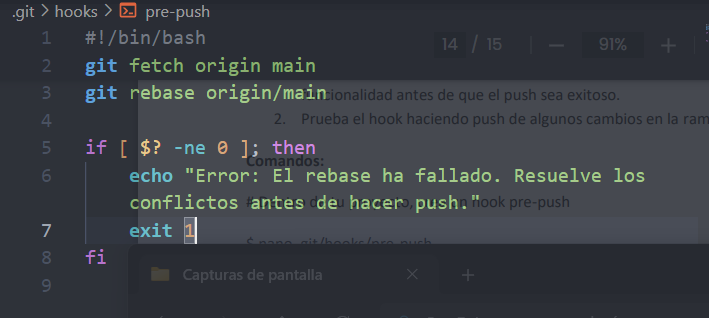 .git > hooks > pre-push
1 #!/bin/bash
14 / 15 — 91% +
2 git fetch origin main
3 git rebase origin/main
cionalidad antes de que el push sea exitoso.
4
2. Prueba el hook haciendo push de algunos cambios en la ram
5 if [ $? -ne 0 ]; then
Comandos:
6 echo "Error: El rebase ha fallado. Resuelve los
conflictos antes de hacer push."
hook pre-push
7 exit 1
$ nano .git/hooks/pre-push
8 fi
Capturas de pantalla
9